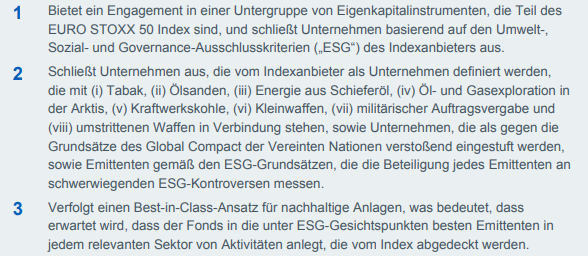 1 Bietet ein Engagement in einer Untergruppe von Eigenkapitalinstrumenten, die Teil des
EURO STOXX 50 Index sind, und schließt Unternehmen basierend auf den Umwelt-,
Sozial- und Governance-Ausschlusskriterien („ESG“) des Indexanbieters aus.
2 Schließt Unternehmen aus, die vom Indexanbieter als Unternehmen definiert werden,
die mit (i) Tabak, (ii) Ölsanden, (iii) Energie aus Schieferöl, (iv) Öl- und Gasexploration in
der Arktis, (v) Kraftwerkskohle, (vi) Kleinwaffen, (vii) militärischer Auftragsvergabe und
(viii) umstrittenen Waffen in Verbindung stehen, sowie Unternehmen, die als gegen die
Grundsätze des Global Compact der Vereinten Nationen verstoßend eingestuft werden,
sowie Emittenten gemäß den ESG-Grundsätzen, die die Beteiligung jedes Emittenten an
schwerwiegenden ESG-Kontroversen messen.
3 Verfolgt einen Best-in-Class-Ansatz für nachhaltige Anlagen, was bedeutet, dass
erwartet wird, dass der Fonds in die unter ESG-Gesichtspunkten besten Emittenten in
jedem relevanten Sektor von Aktivitäten anlegt, die vom Index abgedeckt werden.